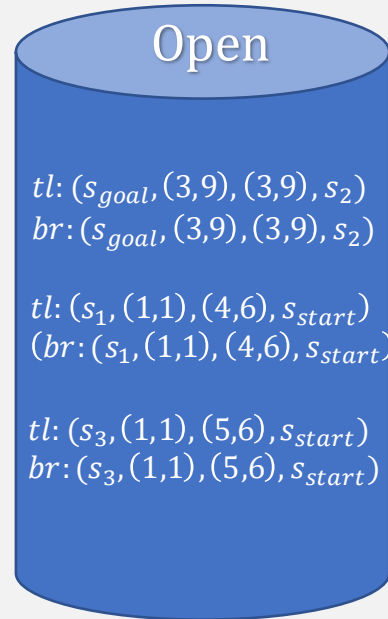 Open
tl: (s_goal, (3,9), (3,9), s_2)
br: (s_goal, (3,9), (3,9), s_2)
tl: (s_1, (1,1), (4,6), s_start)
(br: (s_1, (1,1), (4,6), s_start)
tl: (s_3, (1,1), (5,6), s_start)
br: (s_3, (1,1), (5,6), s_start)